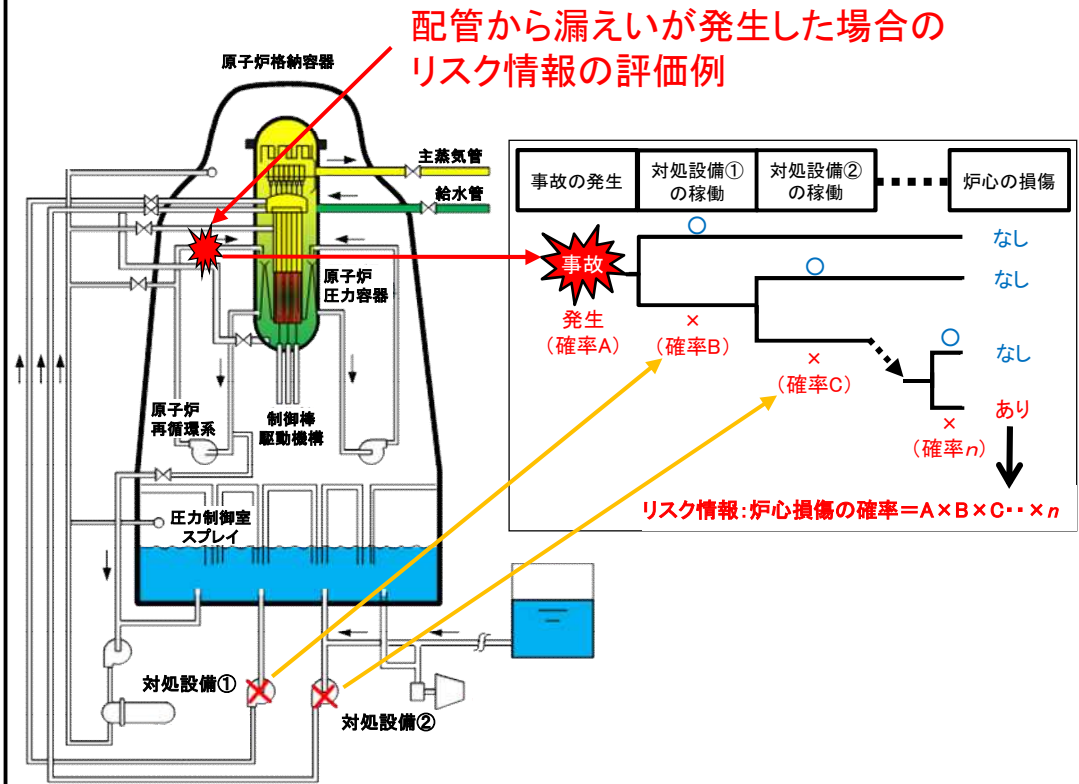 配管から漏えいが発生した場合の
リスク情報の評価例
原子炉格納容器
主蒸気管
給水管
原子炉
圧力容器
原子炉
再循環系
制御棒
駆動機構
圧力制御室
スプレイ
対処設備①
対処設備②
事故の発生
対処設備①
の稼働
対処設備②
の稼働
炉心の損傷
○
なし
事故
○
なし
発生
(確率A)
×
(確率B)
×
(確率C)
○
なし
あり
×
(確率n)
リスク情報:炉心損傷の確率=A×B×C‥×n